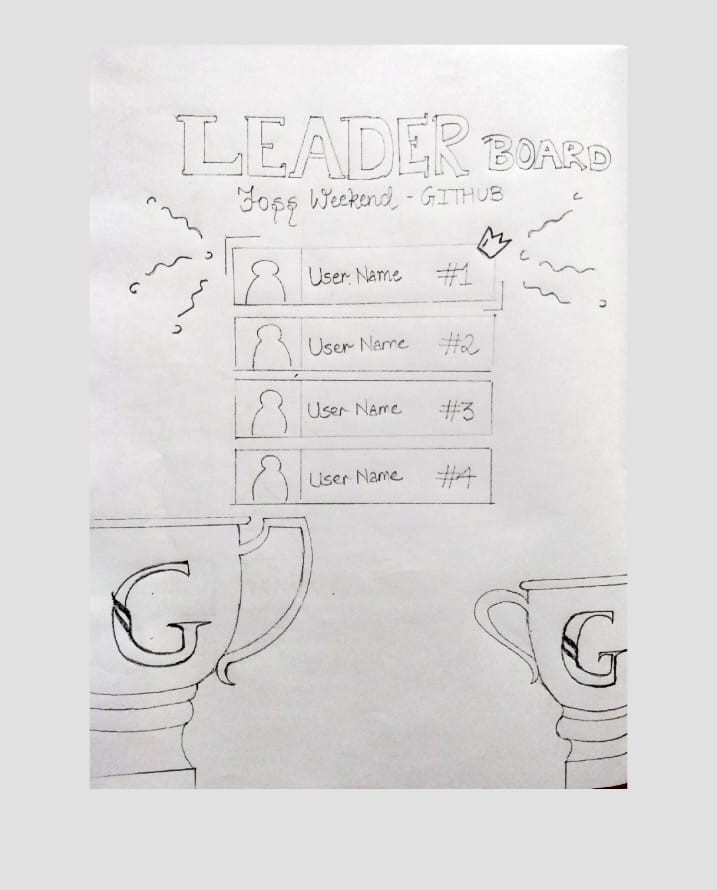 LEADER BOARD
Foss Weekend - GITHUB
User Name #1
User Name #2
User Name #3
User Name #4
G
G